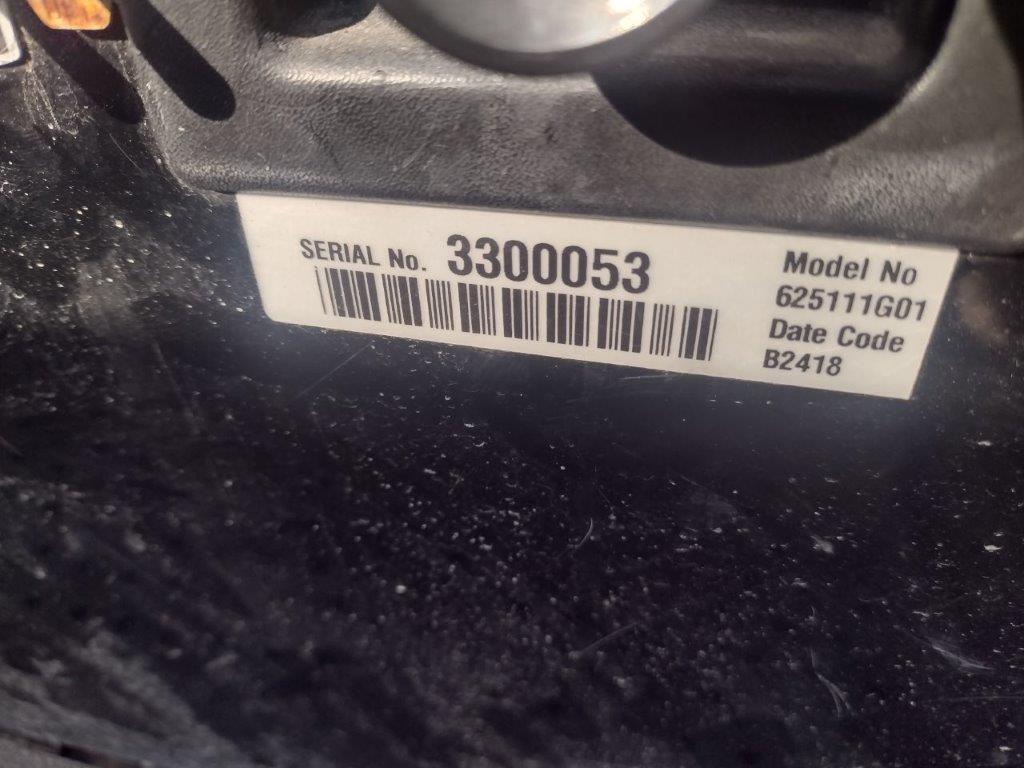 SERIAL No. 3300053
Model No
625111G01
Date Code
B2418